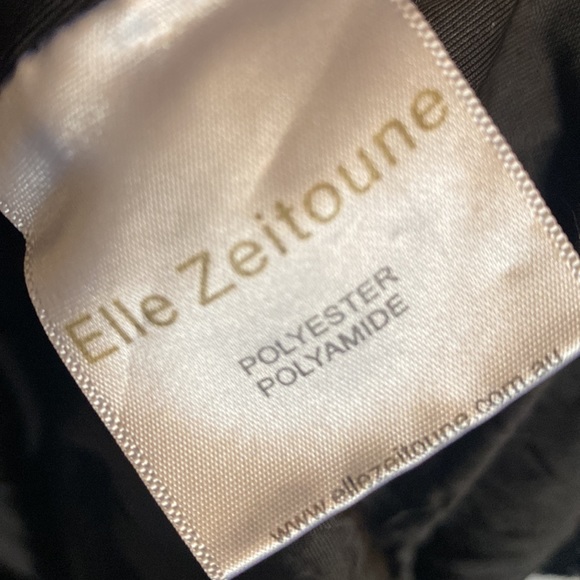 Elle Zeitoune
POLYESTER
POLYAMIDE
www.ellezeitoune.com.au